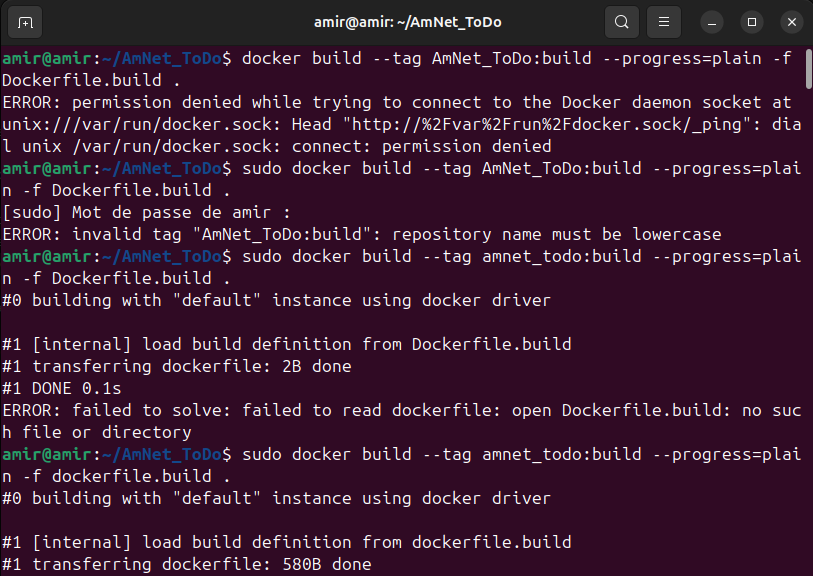 amir@amir: ~/AmNet_ToDo
amir@amir:~/AmNet_ToDo$ docker build --tag AmNet_ToDo:build --progress=plain -f
Dockerfile.build .
ERROR: permission denied while trying to connect to the Docker daemon socket at
unix:///var/run/docker.sock: Head "http://%2Fvar%2Frun%2Fdocker.sock/_ping": dia
l unix /var/run/docker.sock: connect: permission denied
amir@amir:~/AmNet_ToDo$ sudo docker build --tag AmNet_ToDo:build --progress=plai
n -f Dockerfile.build .
[sudo] Mot de passe de amir :
ERROR: invalid tag "AmNet_ToDo:build": repository name must be lowercase
amir@amir:~/AmNet_ToDo$ sudo docker build --tag amnet_todo:build --progress=plai
n -f Dockerfile.build .
#0 building with "default" instance using docker driver
#1 [internal] load build definition from Dockerfile.build
#1 transferring dockerfile: 2B done
#1 DONE 0.1s
ERROR: failed to solve: failed to read dockerfile: open Dockerfile.build: no suc
h file or directory
amir@amir:~/AmNet_ToDo$ sudo docker build --tag amnet_todo:build --progress=plai
n -f dockerfile.build .
#0 building with "default" instance using docker driver
#1 [internal] load build definition from dockerfile.build
#1 transferring dockerfile: 580B done